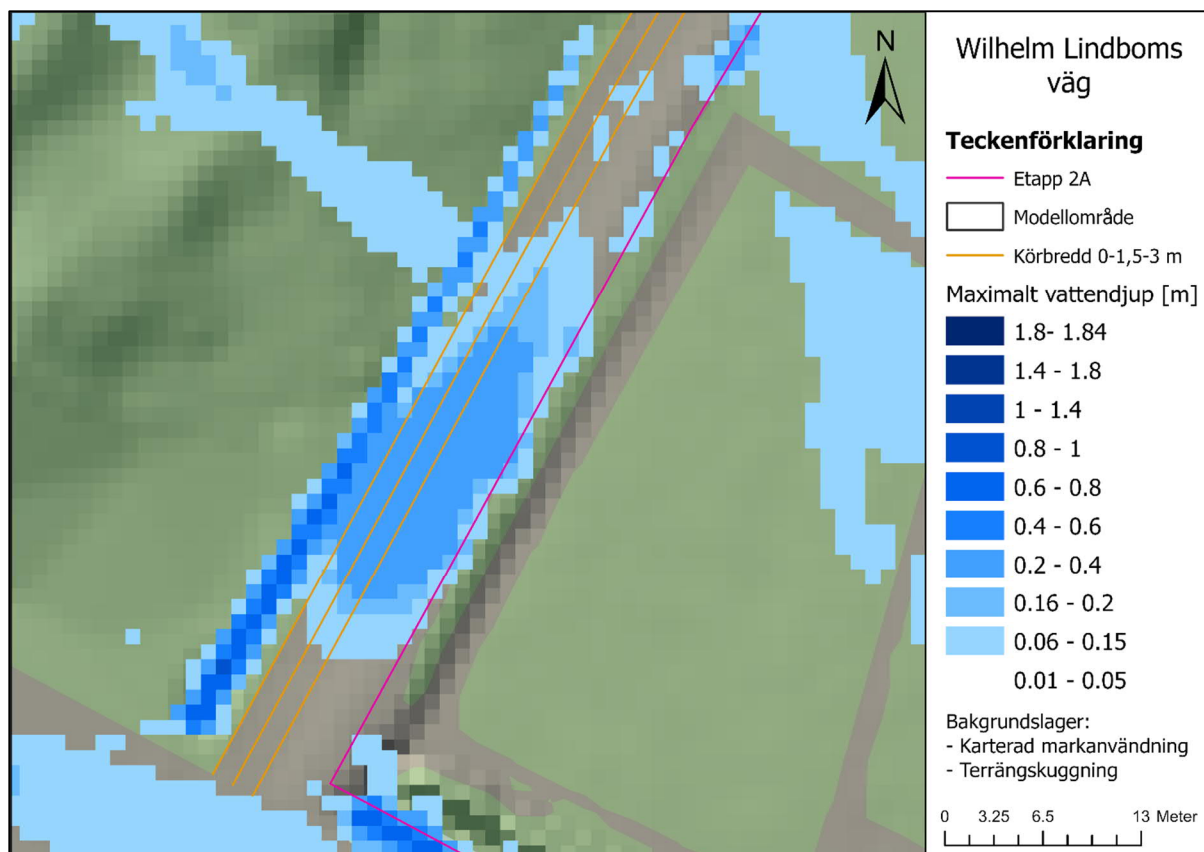 N
Wilhelm Lindboms
väg
Teckenförklaring
Etapp 2A
Modellområde
Körbredd 0-1,5-3 m
Maximalt vattendjup [m]
1.8- 1.84
1.4 - 1.8
1 - 1.4
0.8 - 1
0.6 - 0.8
0.4 - 0.6
0.2 - 0.4
0.16 - 0.2
0.06 - 0.15
0.01 - 0.05
Bakgrundslager:
- Karterad markanvändning
- Terrängskuggning
0 3.25 6.5 13 Meter